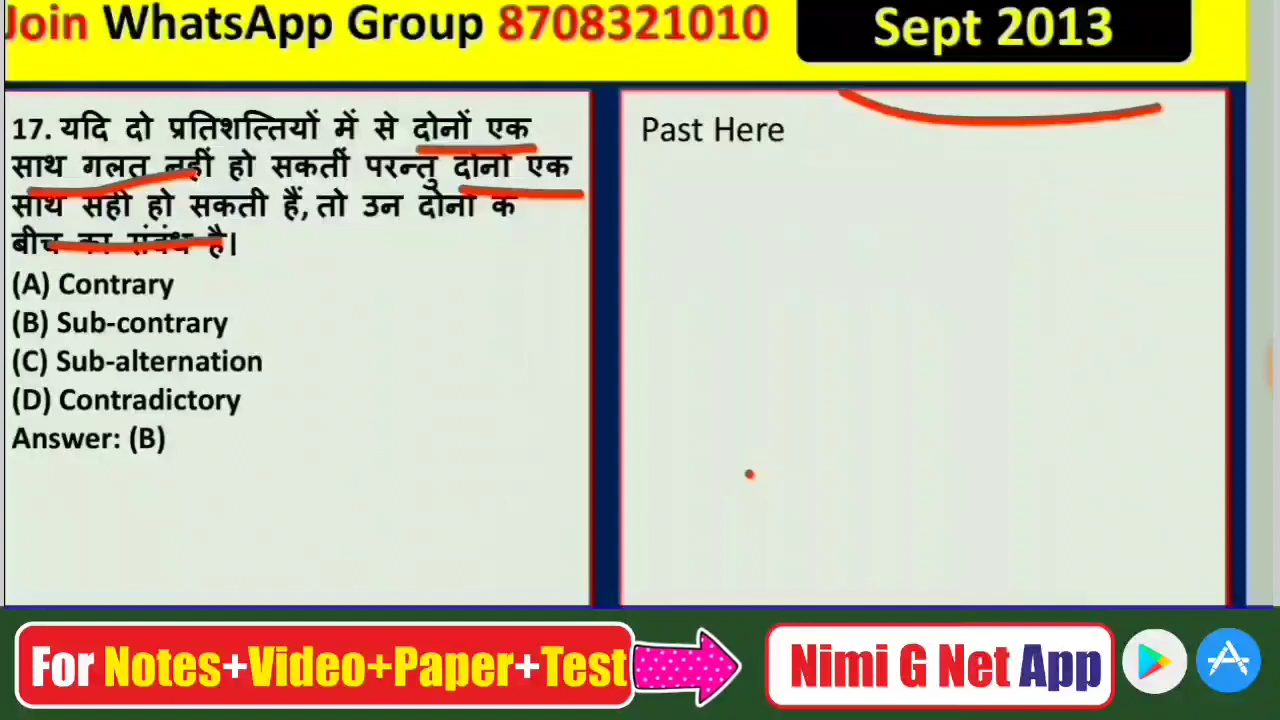 Join WhatsApp Group 8708321010
Sept 2013
17. यदि दो प्रतिशत्तियों में से दोनों एक
साथ गलत नहीं हो सकतीं परन्तु दोनों एक
साथ सही हो सकती हैं, तो उन दोनों के
बीच का संबंध है।
(A) Contrary
(B) Sub-contrary
(C) Sub-alternation
(D) Contradictory
Answer: (B)
Past Here
For Notes+Video+Paper+Test
Nimi G Net App